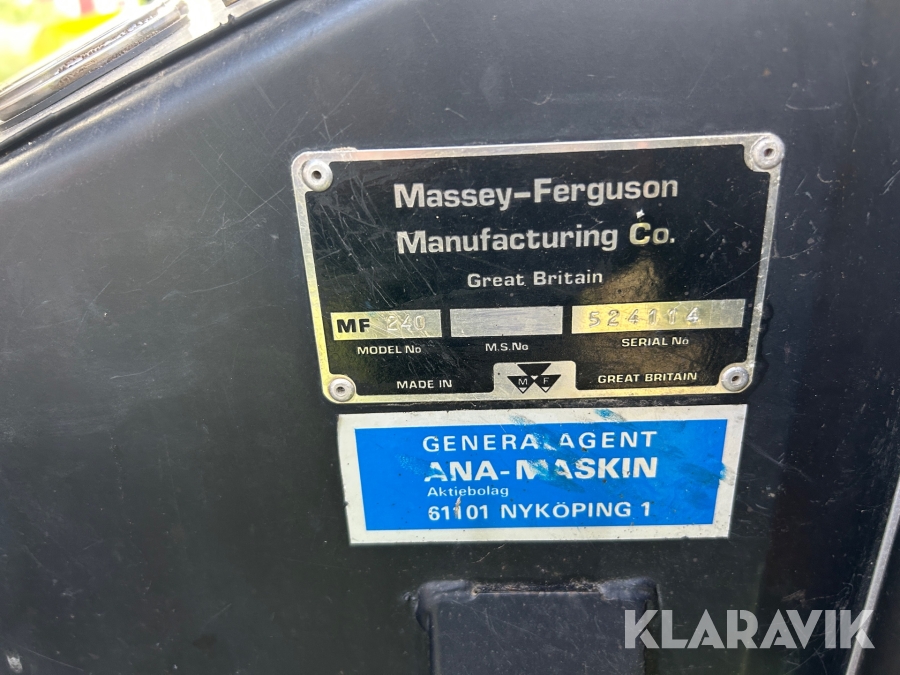 Massey-Ferguson
Manufacturing Co.
Great Britain
MF 240 524114
MODEL No M.S.No SERIAL No
MADE IN M F GREAT BRITAIN
GENERALAGENT
ANA-MASKIN
Aktiebolag
61101 NYKÖPING 1
KLARAVIK